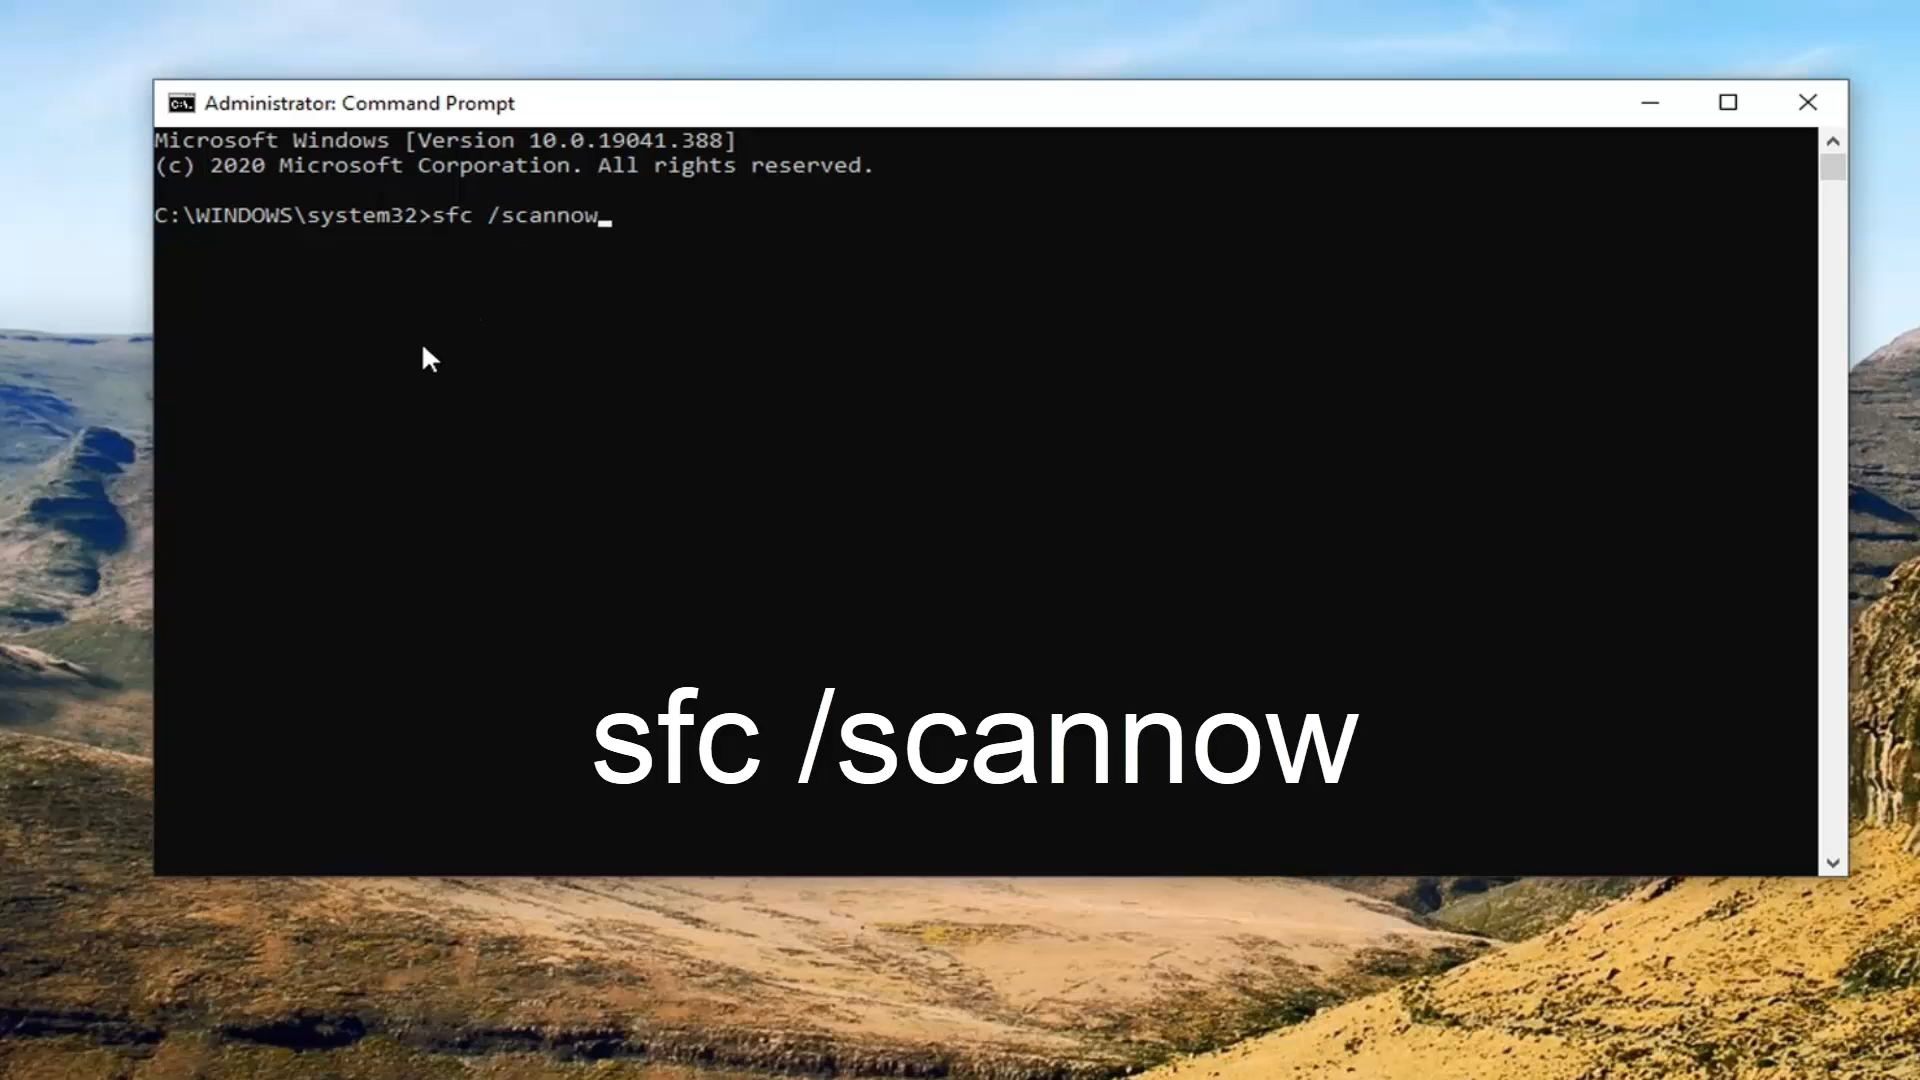 Administrator: Command Prompt
Microsoft Windows [Version 10.0.19041.388]
(c) 2020 Microsoft Corporation. All rights reserved.
C:\WINDOWS\system32>sfc /scannow
sfc /scannow